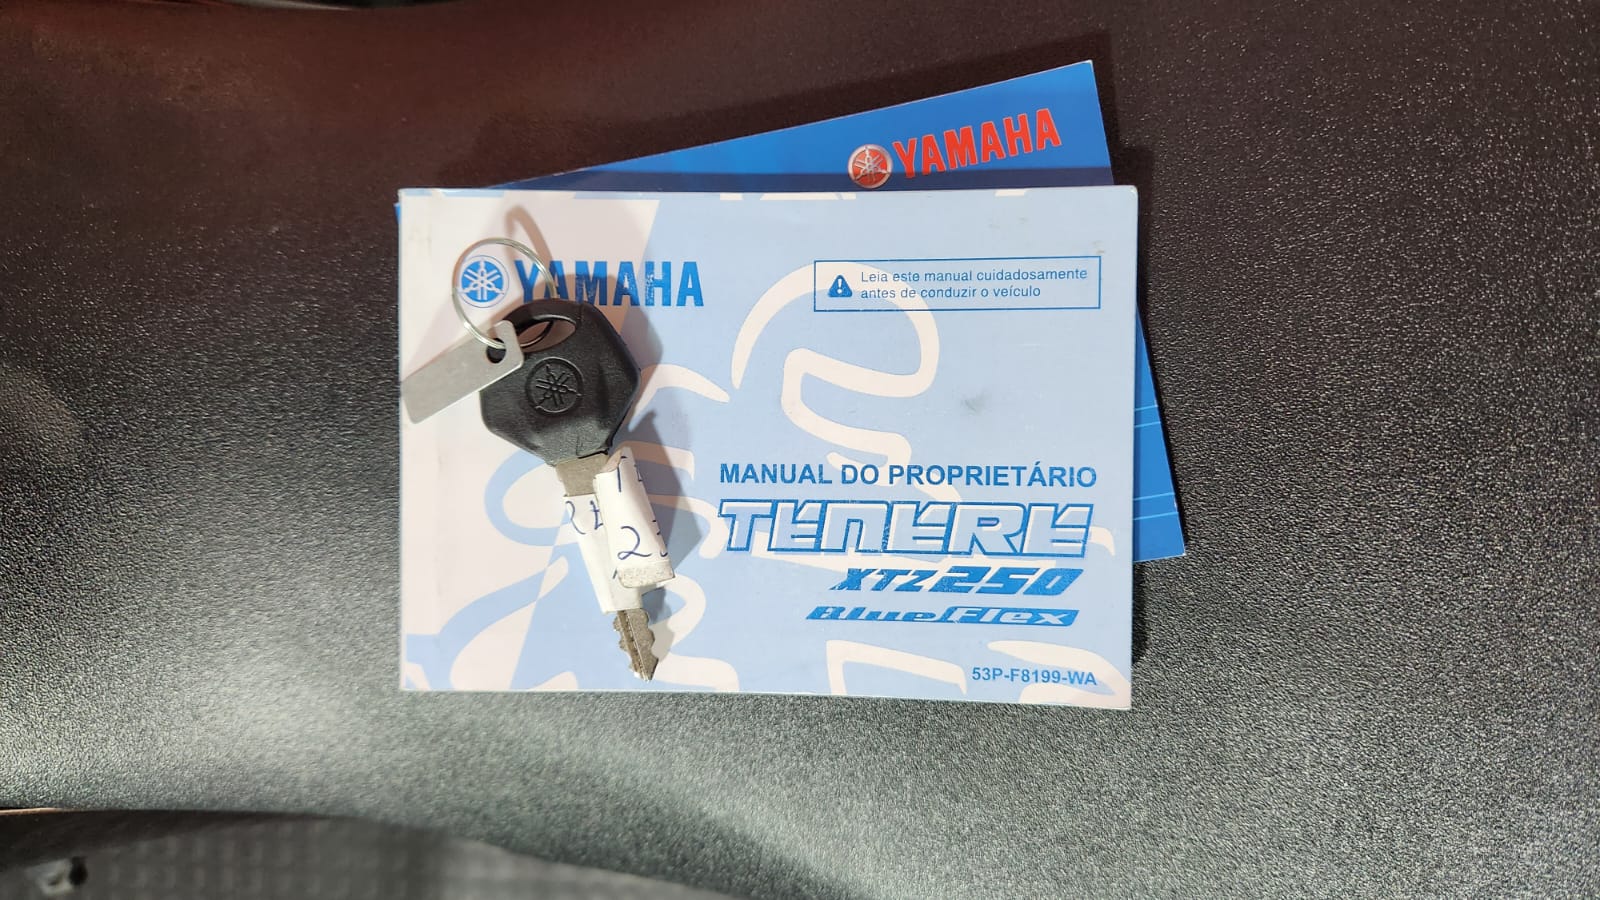 YAMAHA
YAMAHA
Leia este manual cuidadosamente
antes de conduzir o veículo
MANUAL DO PROPRIETÁRIO
TENERE
XTZ250
BlueFlex
53P-F8199-WA